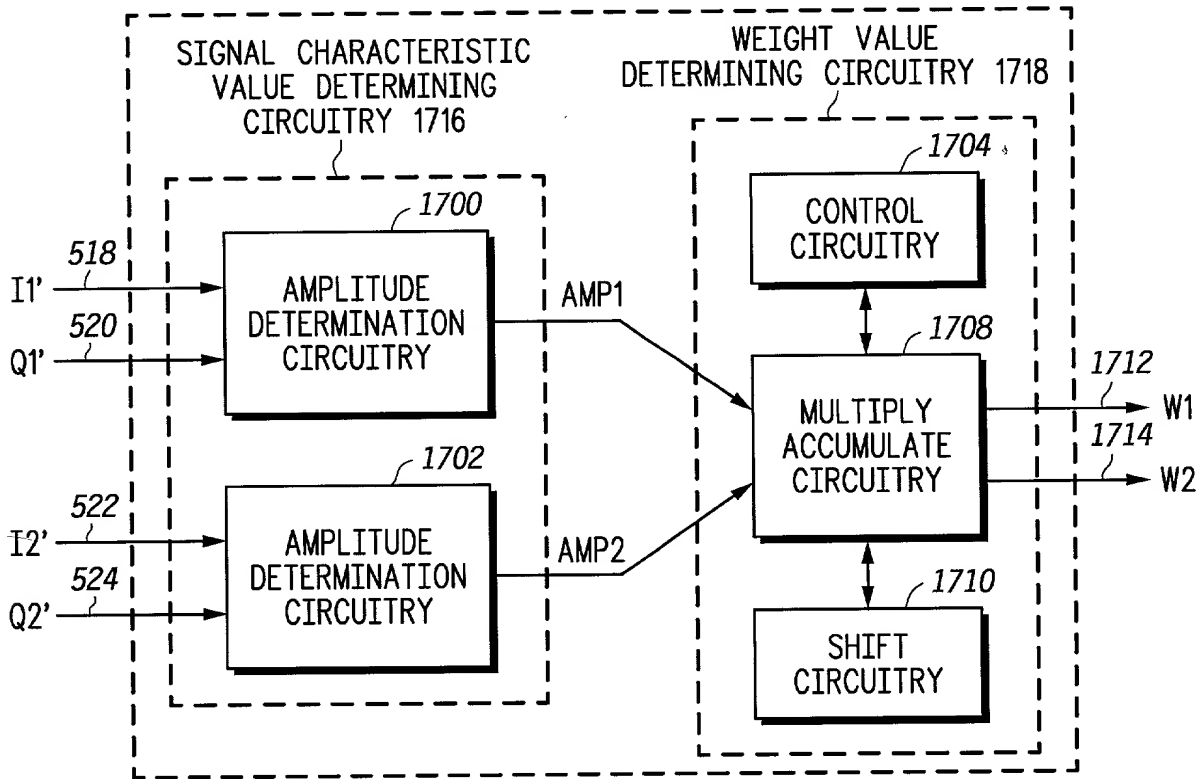 SIGNAL CHARACTERISTIC
VALUE DETERMINING
CIRCUITRY 1716
WEIGHT VALUE
DETERMINING CIRCUITRY 1718
1700
AMPLITUDE
DETERMINATION
CIRCUITRY
I1'
518
Q1'
520
AMP1
1702
AMPLITUDE
DETERMINATION
CIRCUITRY
I2'
522
Q2'
524
AMP2
1704
CONTROL
CIRCUITRY
1708
MULTIPLY
ACCUMULATE
CIRCUITRY
1712
W1
1714
W2
1710
SHIFT
CIRCUITRY